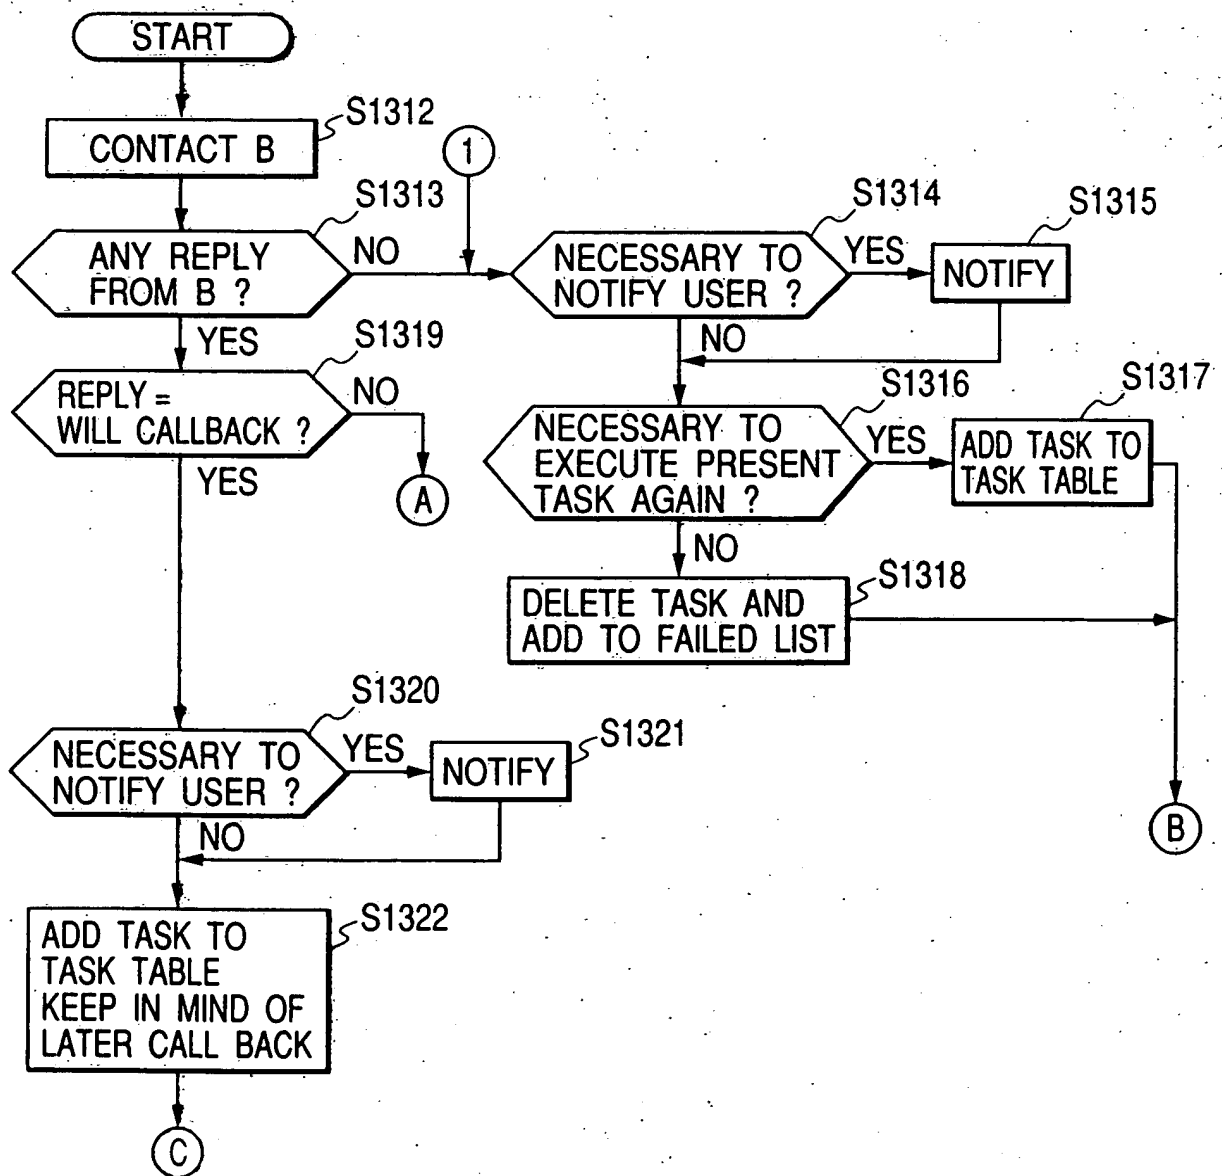 START
S1312
CONTACT B
1
S1313
ANY REPLY
FROM B ?
NO
YES
S1314
NECESSARY TO
NOTIFY USER ?
YES
NO
S1315
NOTIFY
S1319
REPLY =
WILL CALLBACK ?
NO
YES
A
S1316
NECESSARY TO
EXECUTE PRESENT
TASK AGAIN ?
YES
NO
S1317
ADD TASK TO
TASK TABLE
S1318
DELETE TASK AND
ADD TO FAILED LIST
S1320
NECESSARY TO
NOTIFY USER ?
YES
NO
S1321
NOTIFY
B
S1322
ADD TASK TO
TASK TABLE
KEEP IN MIND OF
LATER CALL BACK
C